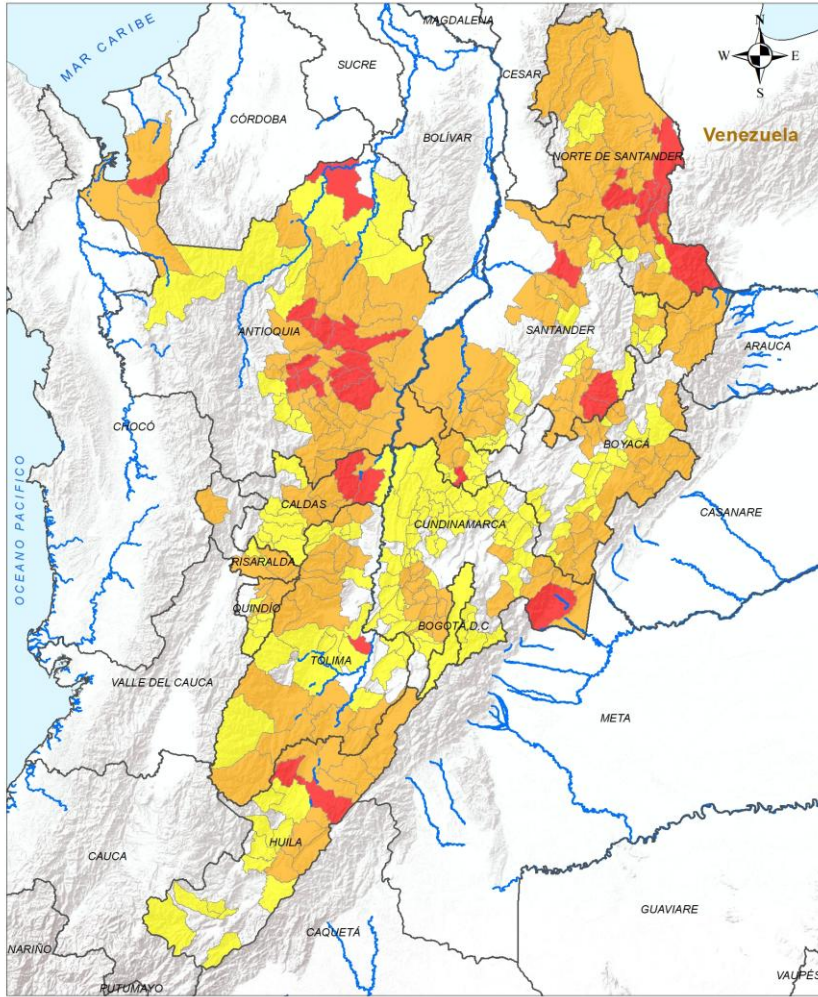 MAGDALENA
N
MAR CARIBE
SUCRE
CESAR
W E
S
CÓRDOBA
BOLÍVAR
Venezuela
NORTE DE SANTANDER
ANTIOQUIA
SANTANDER
ARAUCA
CHOCÓ
BOYACÁ
OCEANO PACIFICO
CALDAS
CUNDINAMARCA
CASANARE
RISARALDA
QUINDÍO
BOGOTÁ,D.C
TOLIMA
VALLE DEL CAUCA
META
HUILA
CAUCA
GUAVIARE
CAQUETÁ
NARIÑO
PUTUMAYO
VAUPÉS